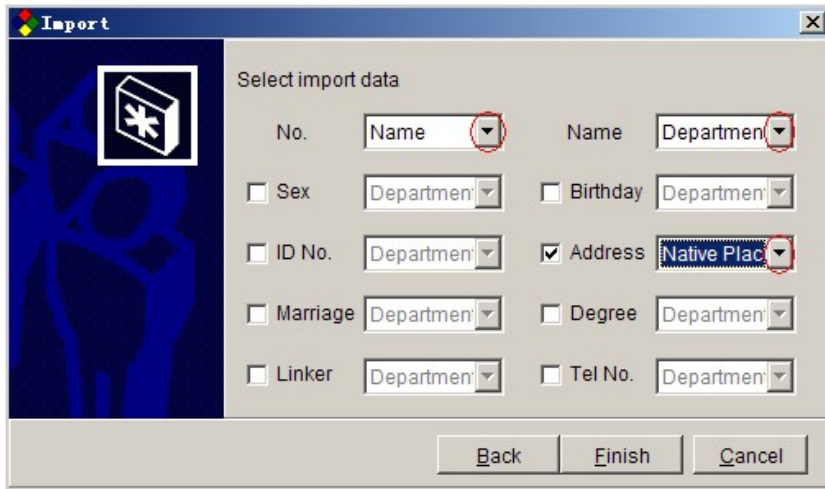 Import
Select import data
No. Name Name Departmen
Sex Departmen Birthday Departmen
ID No. Departmen Address Native Plac
Marriage Departmen Degree Departmen
Linker Departmen Tel No. Departmen
Back Finish Cancel